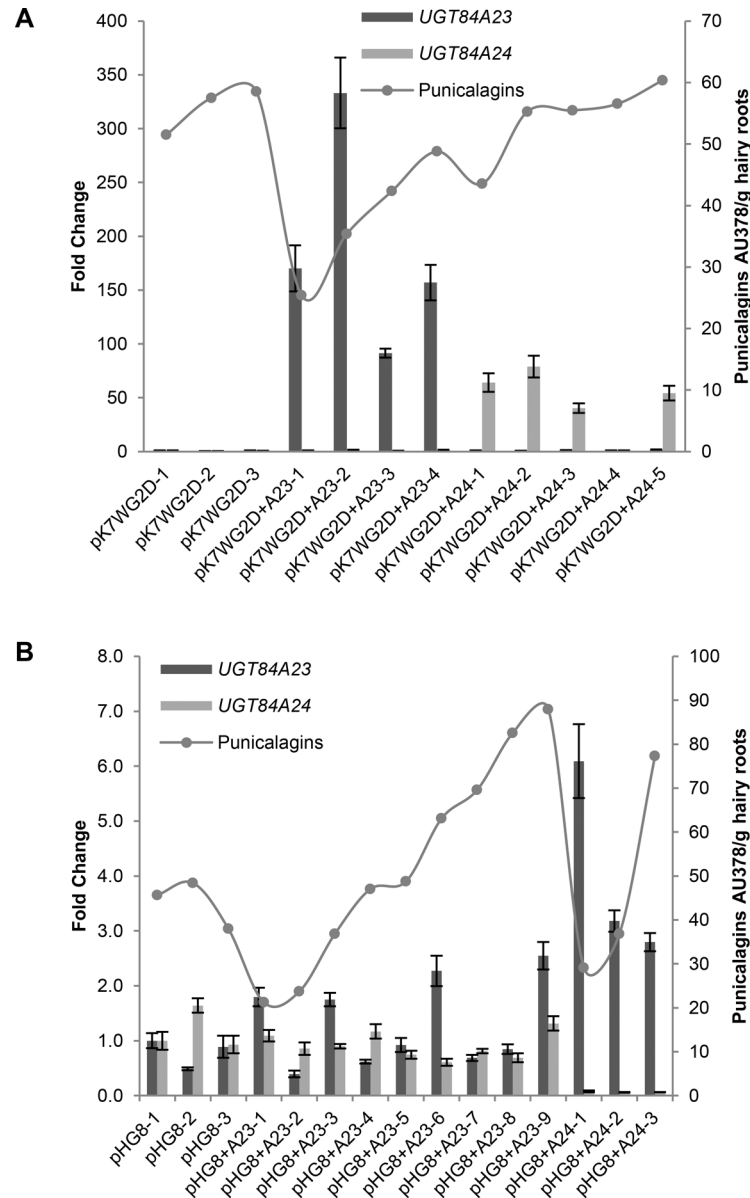 A
UGT84A23
UGT84A24
Punicalagins
400
350
300
250
200
150
100
50
0
Fold Change
70
60
50
40
30
20
10
0
Punicalagins AU378/g hairy roots
pK7WG2D-1
pK7WG2D-2
pK7WG2D-3
pK7WG2D+A23-1
pK7WG2D+A23-2
pK7WG2D+A23-3
pK7WG2D+A23-4
pK7WG2D+A24-1
pK7WG2D+A24-2
pK7WG2D+A24-3
pK7WG2D+A24-4
pK7WG2D+A24-5
B
UGT84A23
UGT84A24
Punicalagins
8.0
7.0
6.0
5.0
4.0
3.0
2.0
1.0
0.0
Fold Change
100
90
80
70
60
50
40
30
20
10
0
Punicalagins AU378/g hairy roots
pHG8-1
pHG8-2
pHG8-3
pHG8+A23-1
pHG8+A23-2
pHG8+A23-3
pHG8+A23-4
pHG8+A23-5
pHG8+A23-6
pHG8+A23-7
pHG8+A23-8
pHG8+A23-9
pHG8+A24-1
pHG8+A24-2
pHG8+A24-3